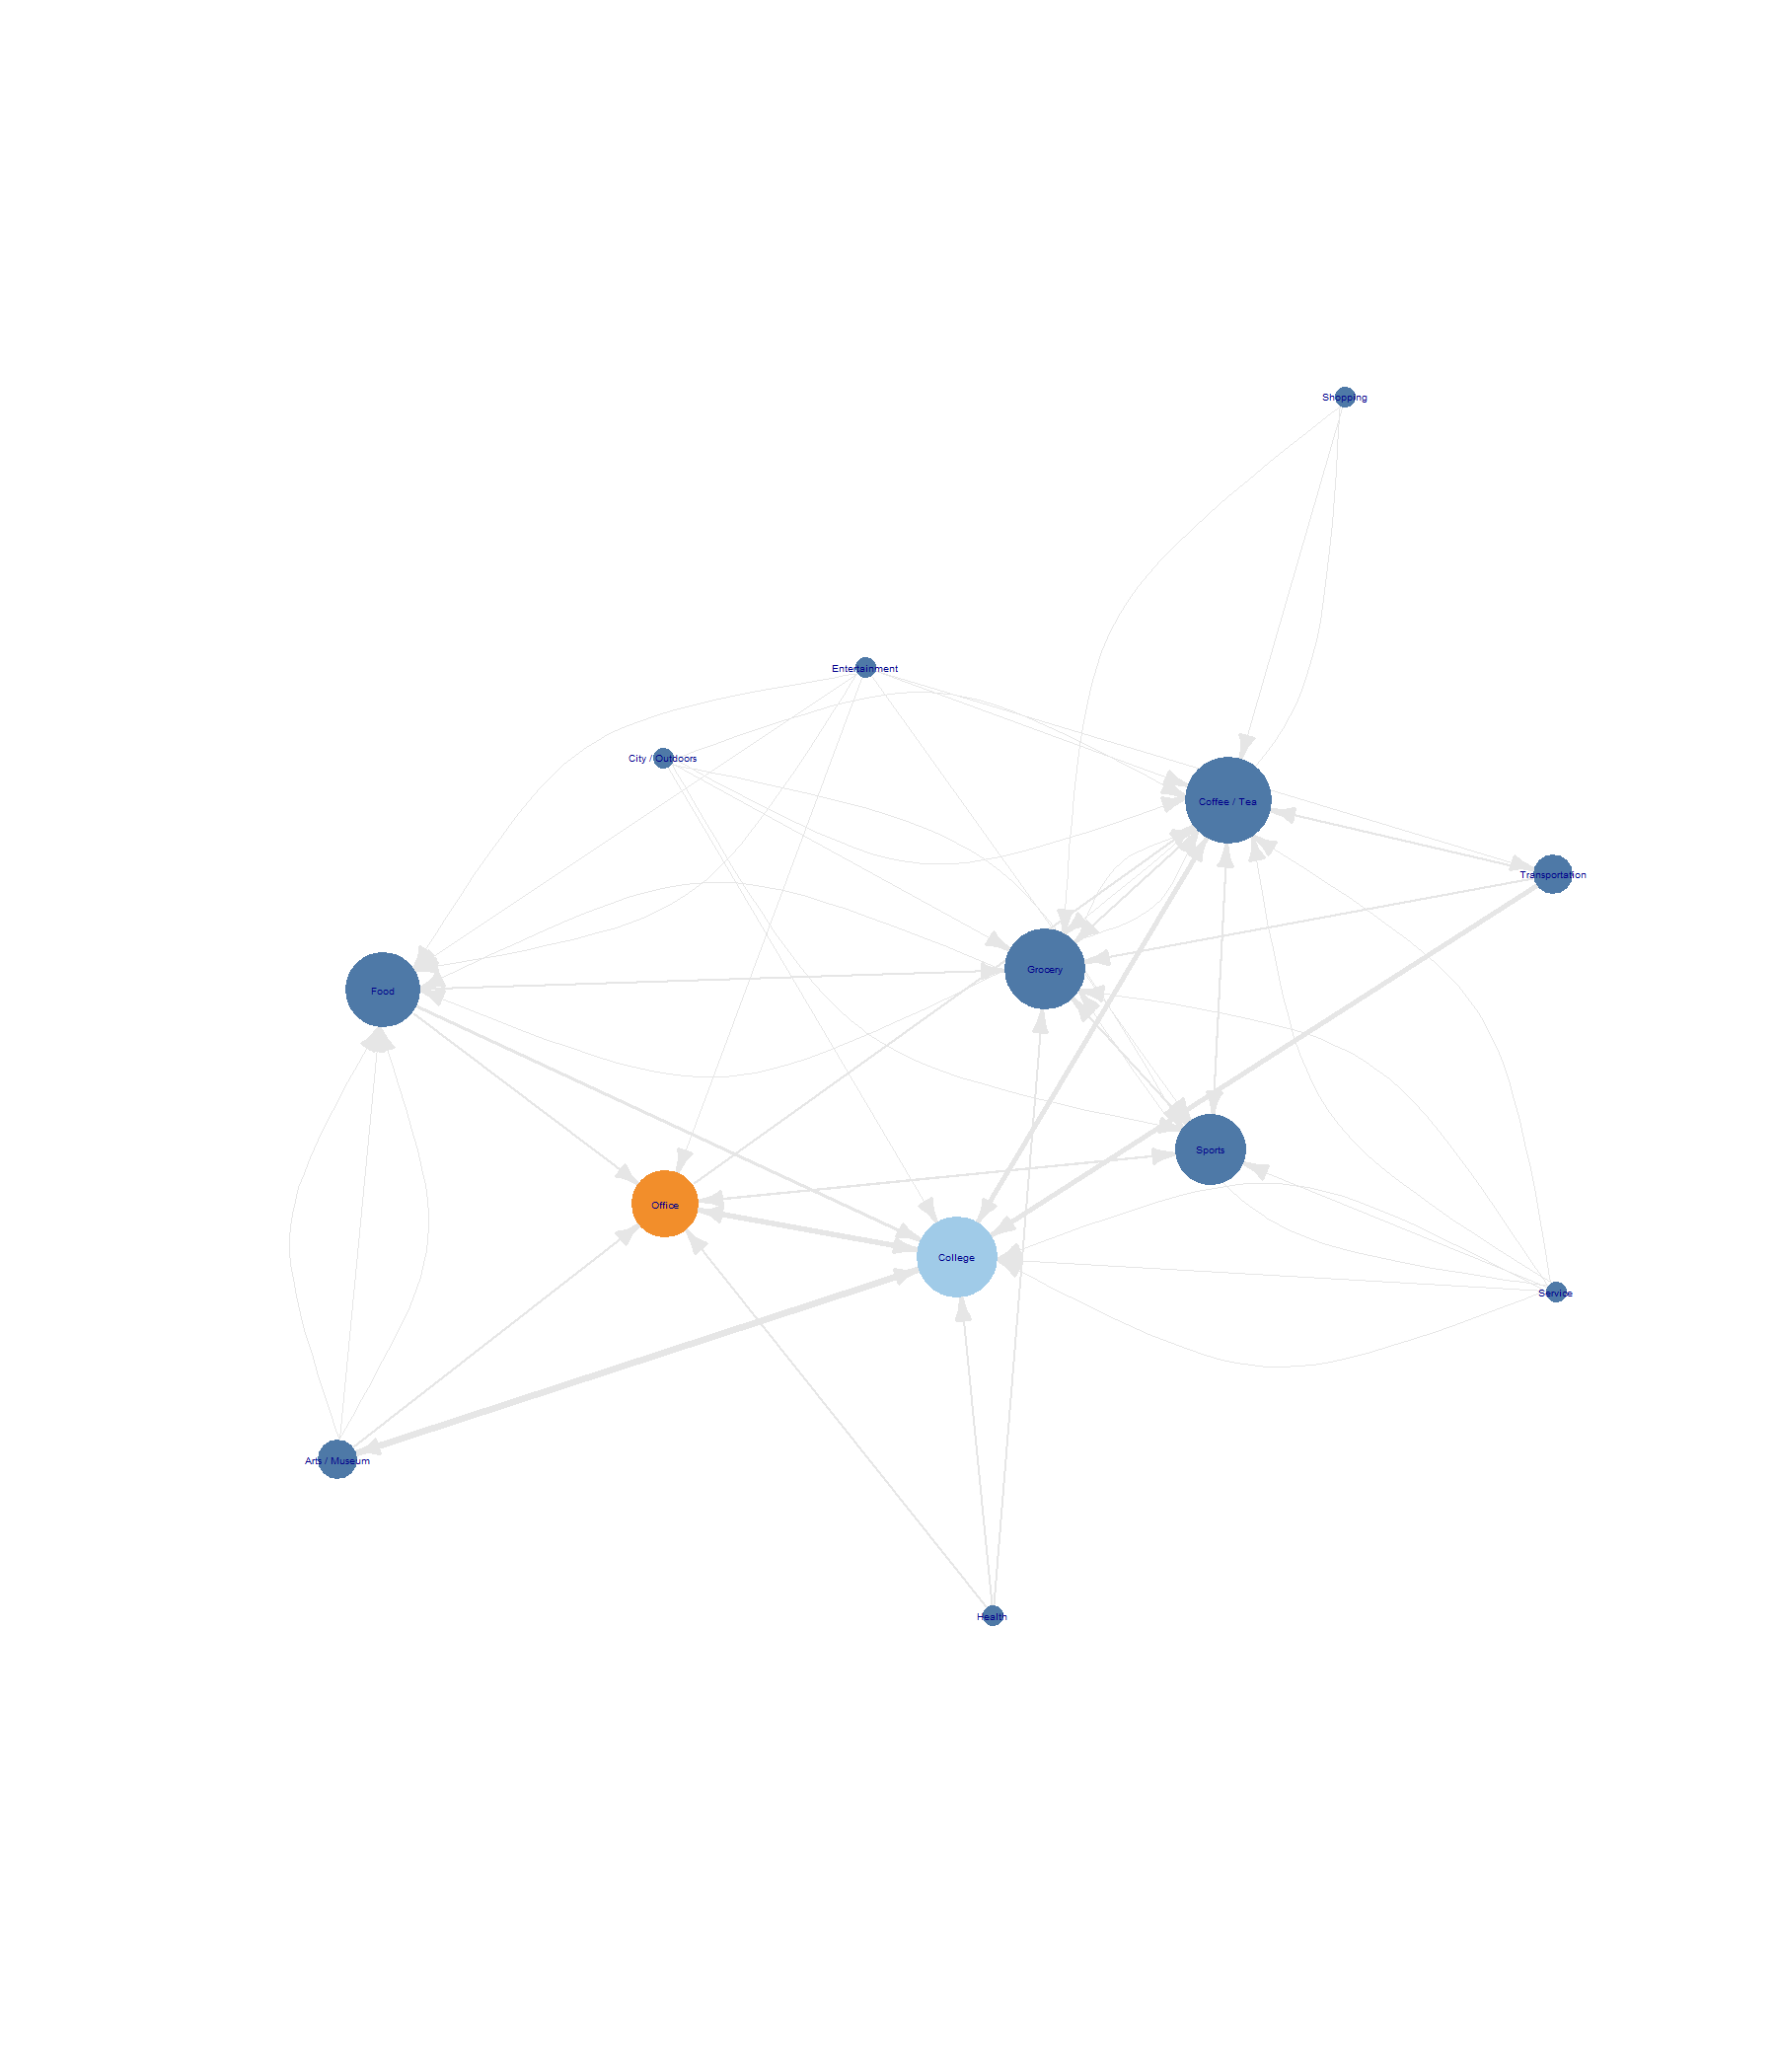 Shopping
Entertainment
City / Outdoors
Coffee / Tea
Transportation
Grocery
Food
Sports
Office
College
Service
Arts / Museum
Health